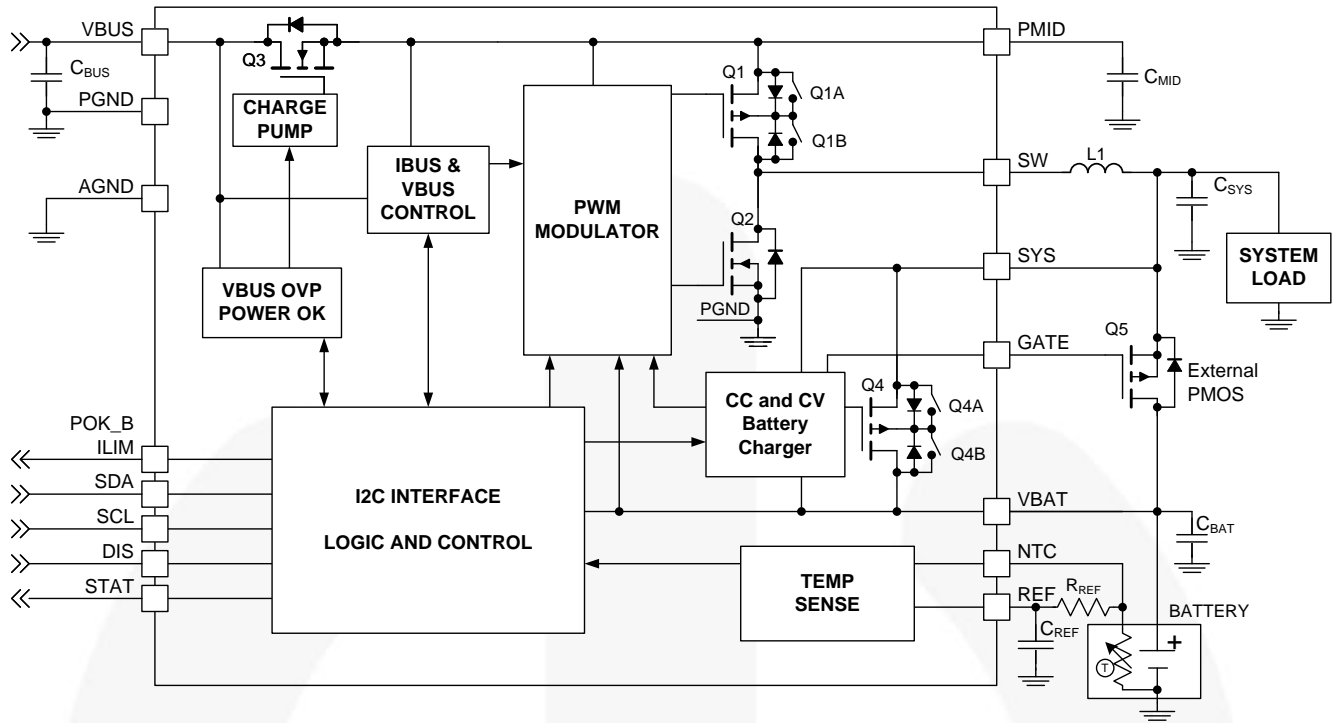 VBUS
PMID
Q3
Q1
CBUS
CMID
Q1A
PGND
CHARGE
PUMP
Q1B
IBUS &
VBUS
CONTROL
SW
L1
AGND
CSYS
PWM
MODULATOR
Q2
SYS
SYSTEM
LOAD
VBUS OVP
POWER OK
PGND
GATE
Q5
External
PMOS
CC and CV
Battery
Charger
Q4
Q4A
Q4B
POK_B
ILIM
SDA
SCL
DIS
STAT
I2C INTERFACE
LOGIC AND CONTROL
VBAT
CBAT
NTC
TEMP
SENSE
REF
RREF
CREF
BATTERY
+
T